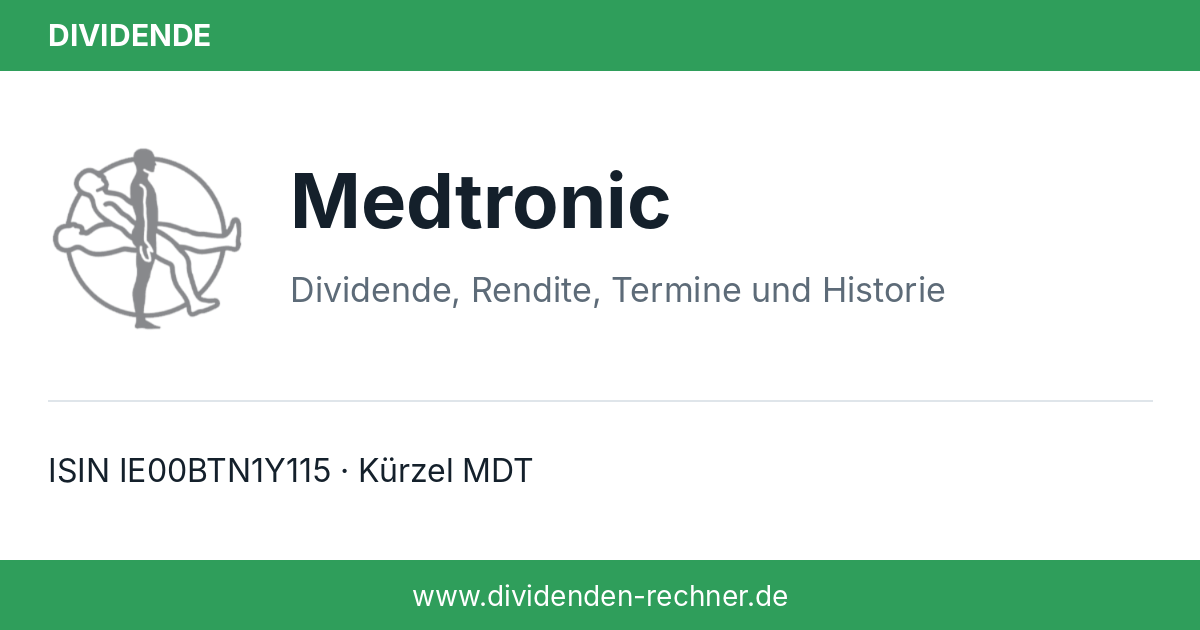 DIVIDENDE
Medtronic
Dividende, Rendite, Termine und Historie
ISIN IE00BTN1Y115 · Kürzel MDT
www.dividenden-rechner.de